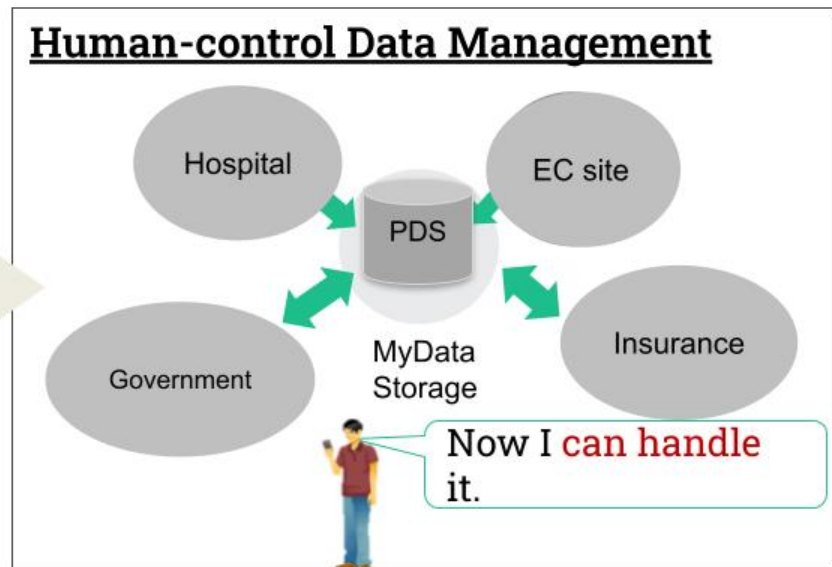 Human-control Data Management
Hospital
EC site
PDS
Government
MyData
Storage
Insurance
Now I can handle
it.